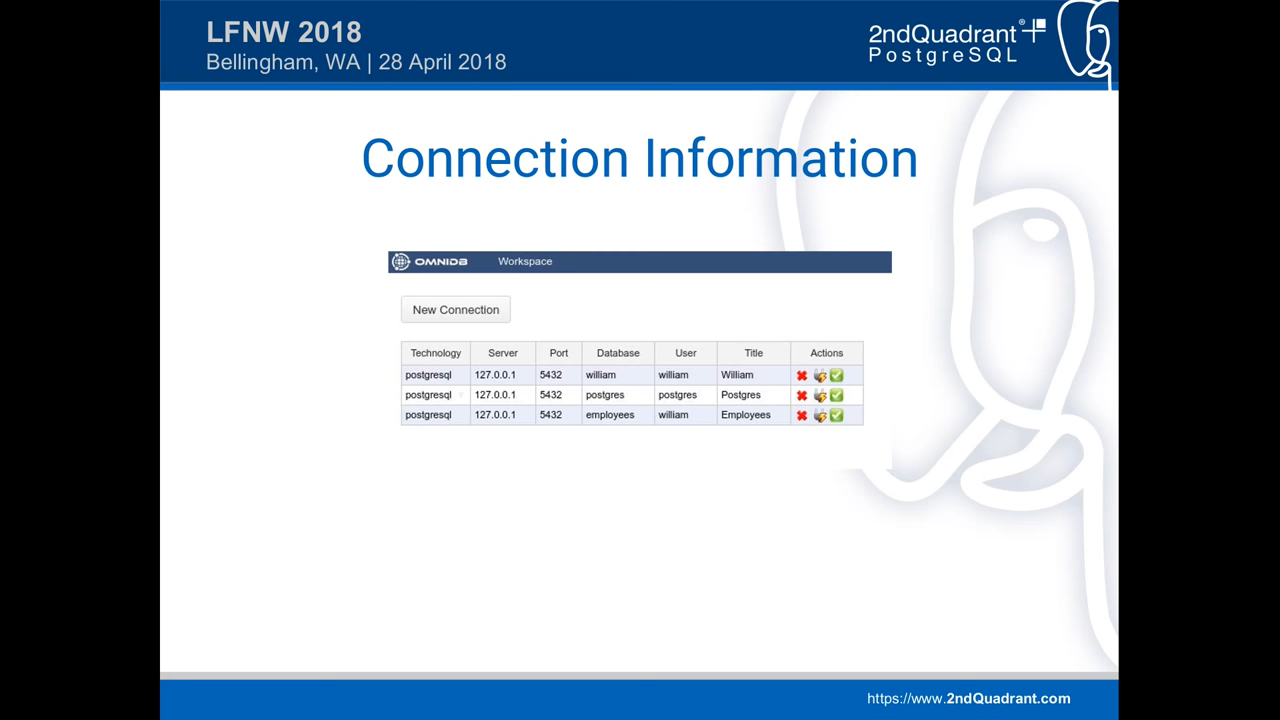 LFNW 2018
Bellingham, WA | 28 April 2018
2ndQuadrant®
PostgreSQL
Connection Information
OMNIDB Workspace
New Connection
Technology Server Port Database User Title Actions
postgresql 127.0.0.1 5432 william william William
postgresql 127.0.0.1 5432 postgres postgres Postgres
postgresql 127.0.0.1 5432 employees william Employees
https://www.2ndQuadrant.com